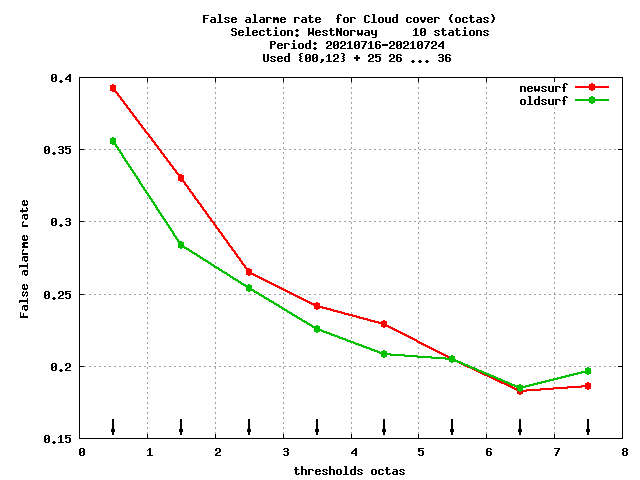 False alarme rate  for Cloud cover (octas)
Selection: WestNorway     10 stations
Period: 20210716-20210724
Used {00,12} + 25 26 ... 36
newsurf
oldsurf
0.4
0.35
0.3
0.25
0.2
0.15
False alarme rate
0 1 2 3 4 5 6 7 8
thresholds octas